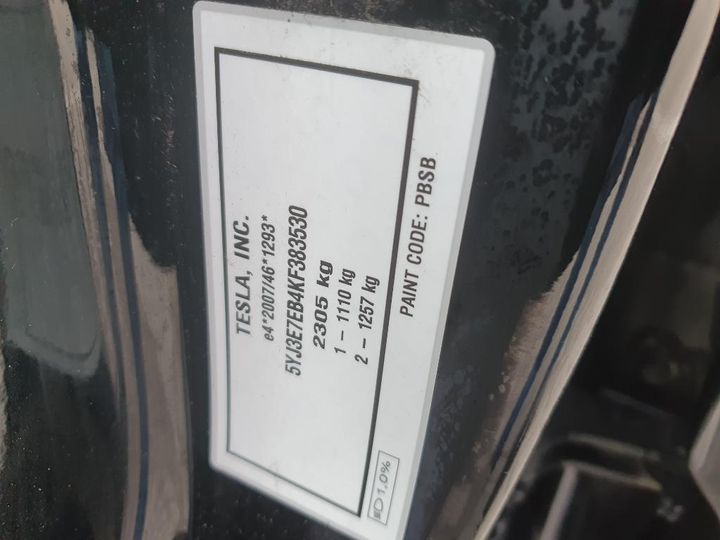 TESLA, INC.
e4*2007/46*1293*
5YJ3E7EB4KF383530
2305 kg
1 - 1110 kg
2 - 1257 kg
PAINT CODE: PBSB
1,0%